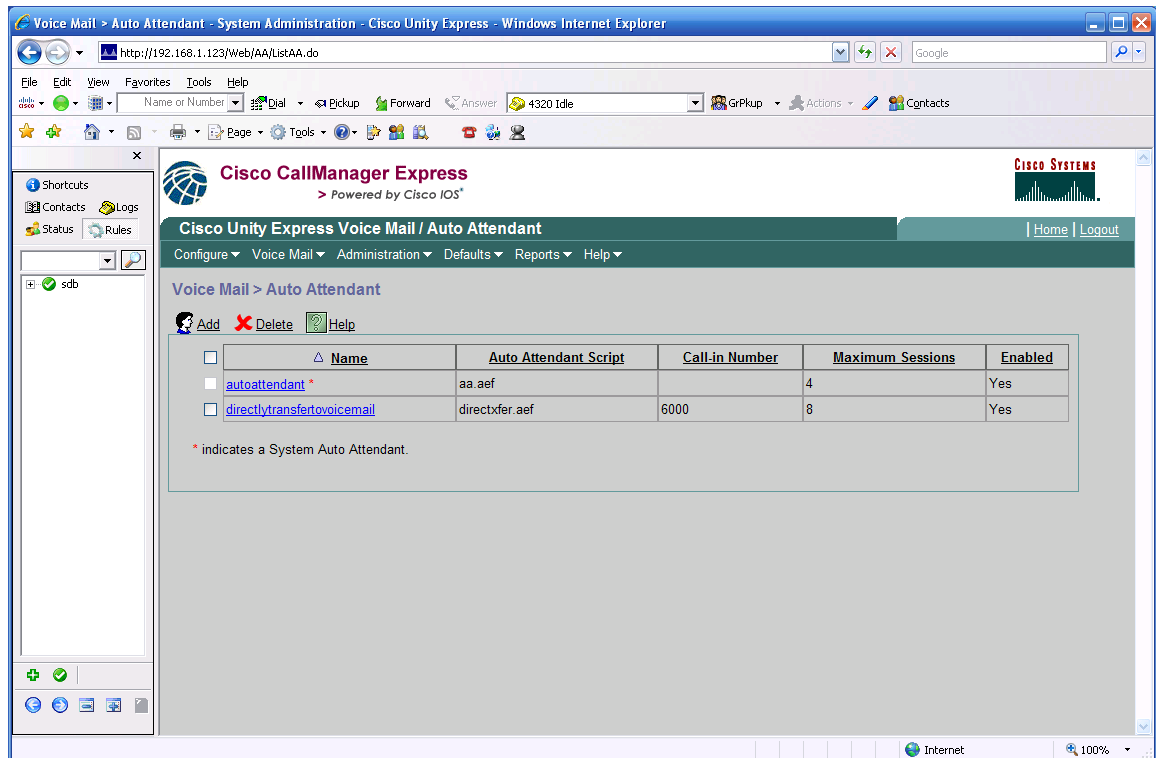 Voice Mail > Auto Attendant - System Administration - Cisco Unity Express - Windows Internet Explorer
http://192.168.1.123/Web/AA/ListAA.do
Google
File Edit View Favorites Tools Help
cisco Name or Number Dial Pickup Forward Answer 4320 Idle GrPkup Actions Contacts
Page Tools
Shortcuts
Contacts Logs
Status Rules
sdb
Cisco CallManager Express
> Powered by Cisco IOS®
CISCO SYSTEMS
Cisco Unity Express Voice Mail / Auto Attendant
| Home | Logout
Configure Voice Mail Administration Defaults Reports Help
Voice Mail > Auto Attendant
Add Delete Help
Name Auto Attendant Script Call-in Number Maximum Sessions Enabled
autoattendant * aa.aef 4 Yes
directlytransfertovoicemail directxfer.aef 6000 8 Yes
* indicates a System Auto Attendant.
Internet 100%